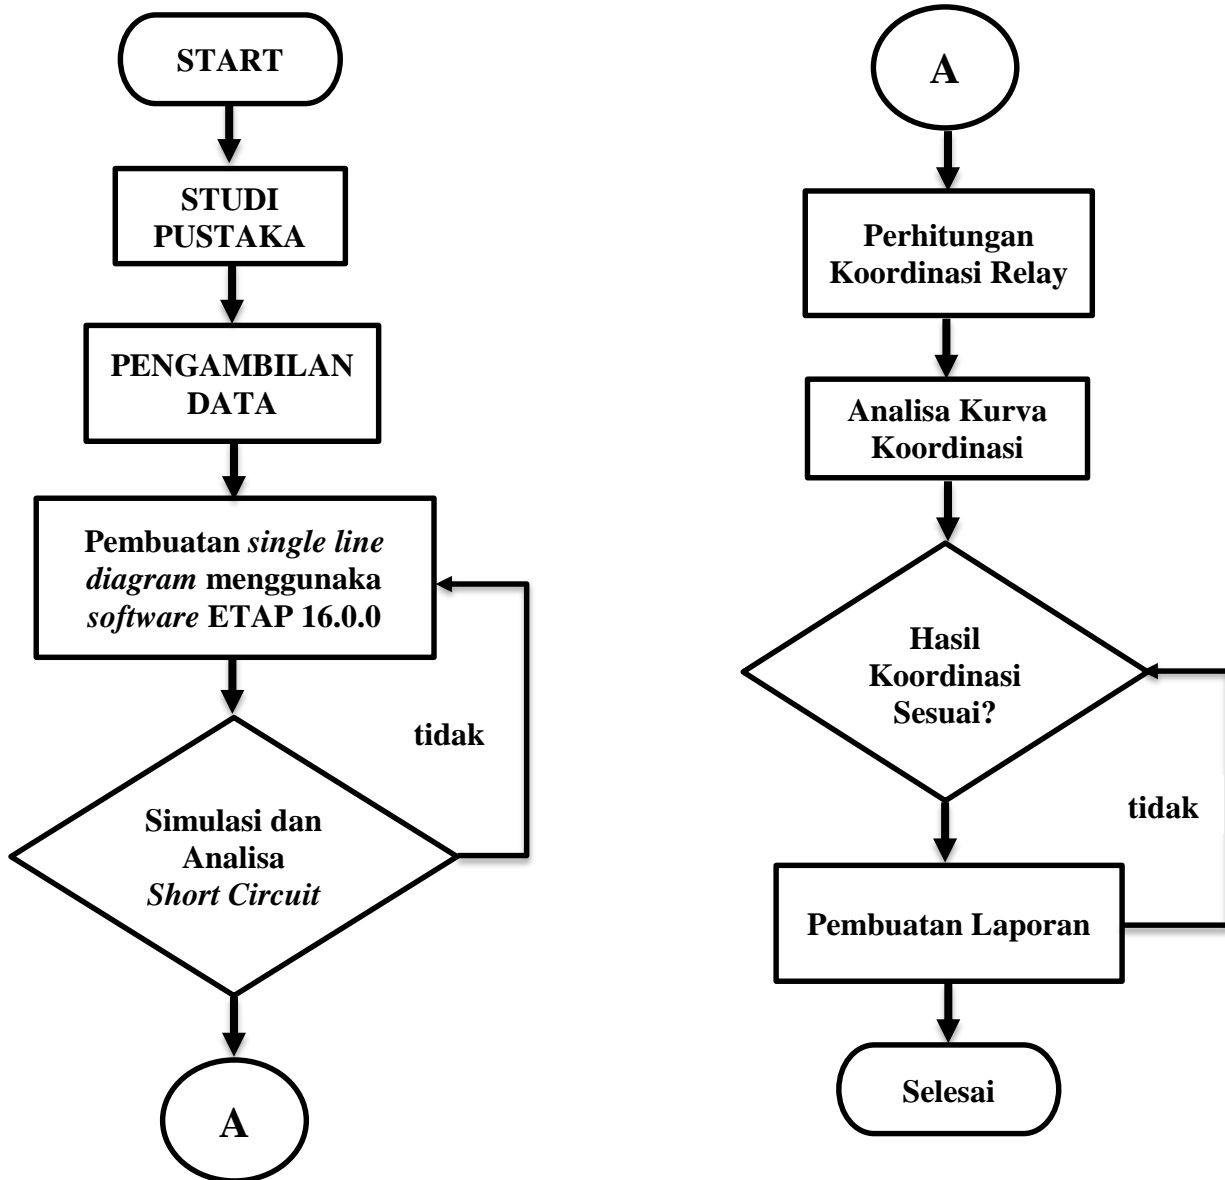 START
STUDI
PUSTAKA
PENGAMBILAN
DATA
Pembuatan single line
diagram menggunaka
software ETAP 16.0.0
tidak
Simulasi dan
Analisa
Short Circuit
A
A
Perhitungan
Koordinasi Relay
Analisa Kurva
Koordinasi
Hasil
Koordinasi
Sesuai?
tidak
Pembuatan Laporan
Selesai